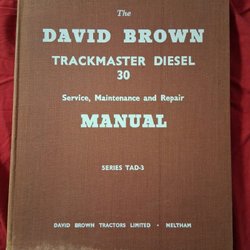 The
DAVID BROWN
TRACKMASTER DIESEL
30
Service, Maintenance and Repair
MANUAL
SERIES TAD-3
DAVID BROWN TRACTORS LIMITED · MELTHAM